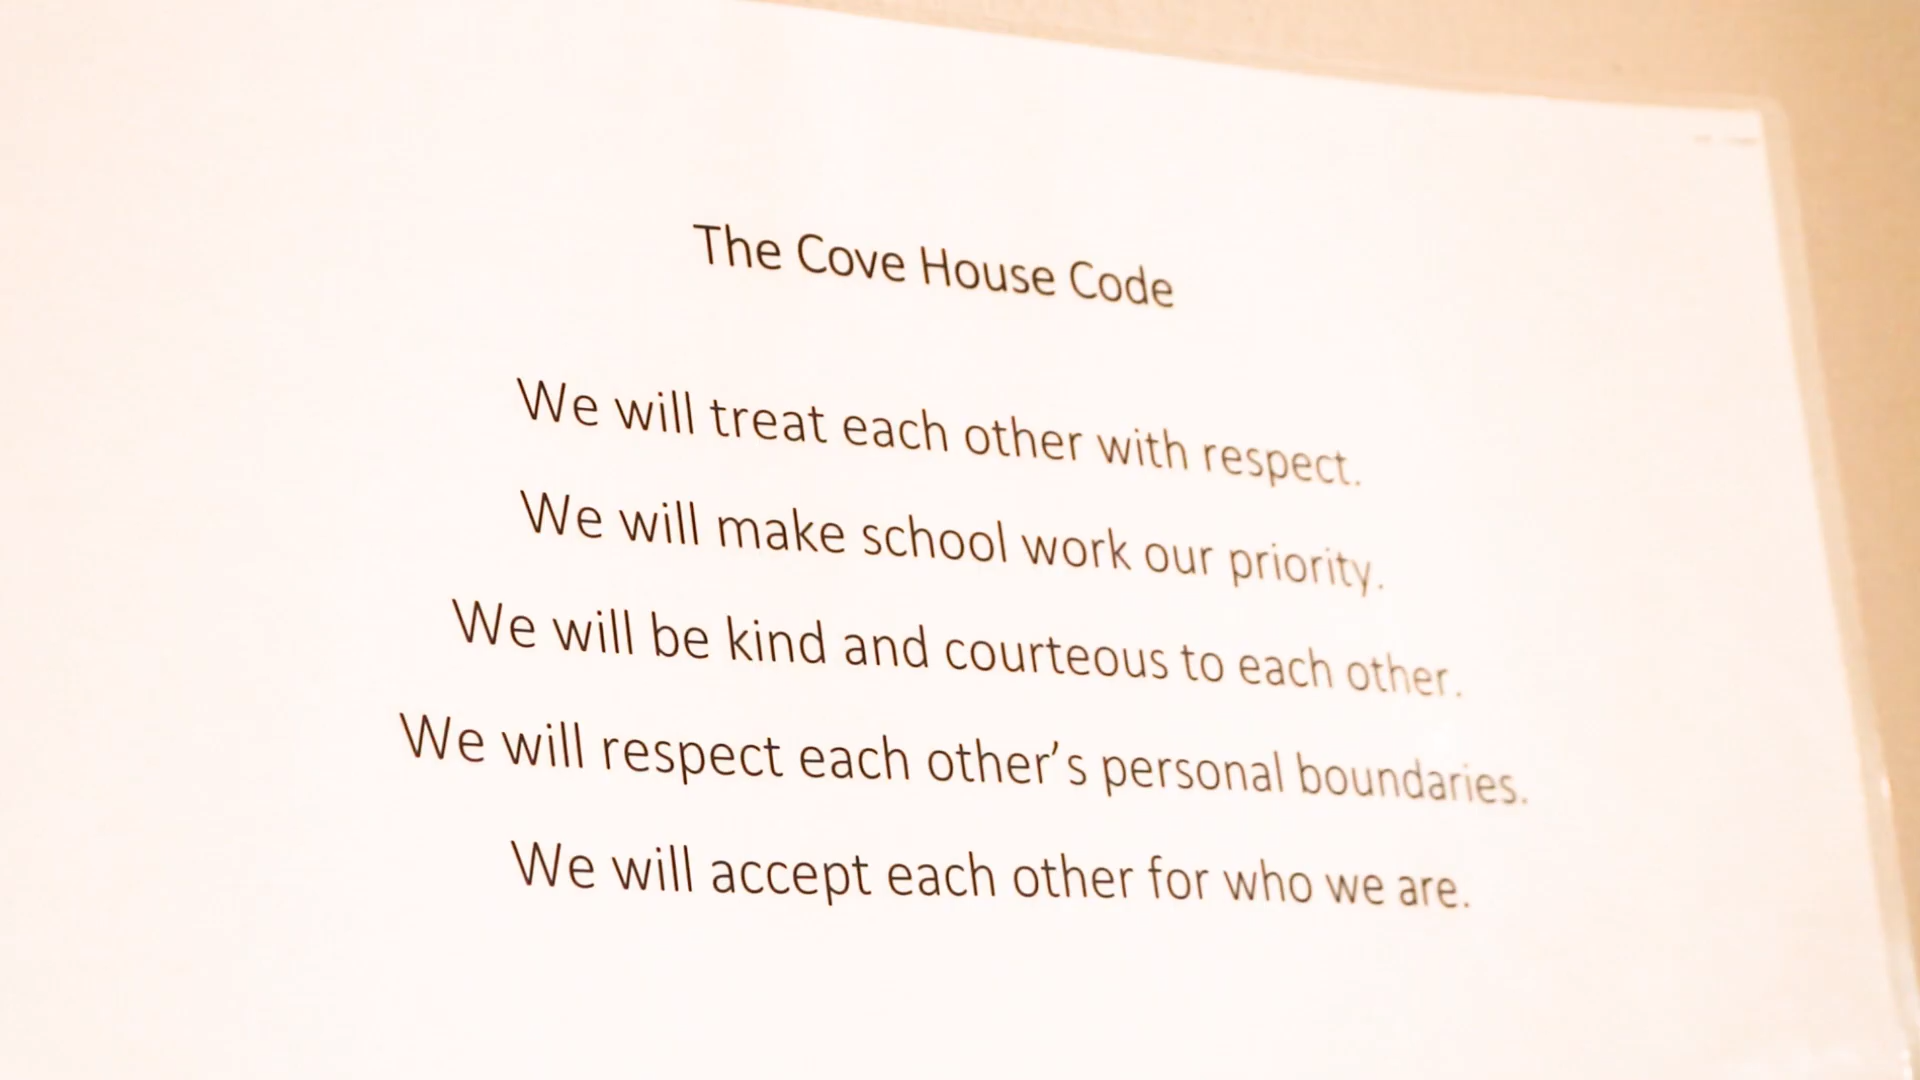 The Cove House Code
We will treat each other with respect.
We will make school work our priority.
We will be kind and courteous to each other.
We will respect each other’s personal boundaries.
We will accept each other for who we are.